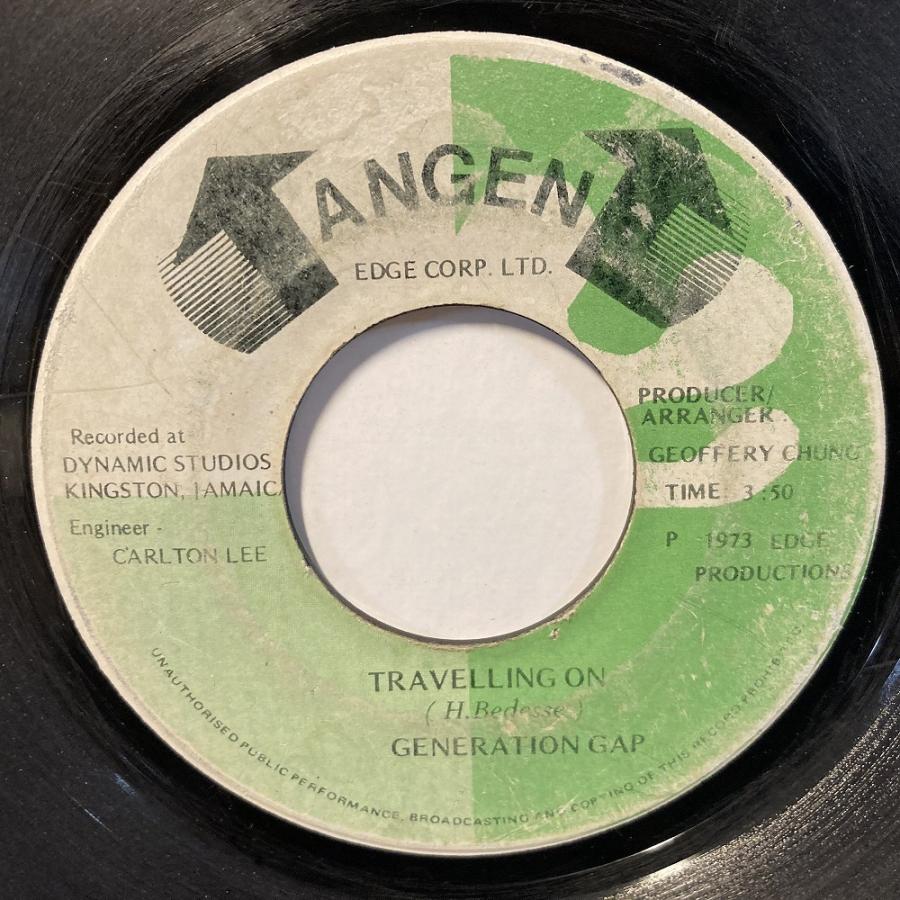 TANGENT
EDGE CORP. LTD.
Recorded at
DYNAMIC STUDIOS
KINGSTON, JAMAICA
Engineer -
CARLTON LEE
PRODUCER/
ARRANGER
GEOFFERY CHUNG
TIME 3:50
P 1973 EDGE
PRODUCTIONS
TRAVELLING ON
( H.Bedesse )
GENERATION GAP
UNAUTHORISED PUBLIC PERFORMANCE, BROADCASTING AND COPYING OF THIS RECORD PROHIBITED.